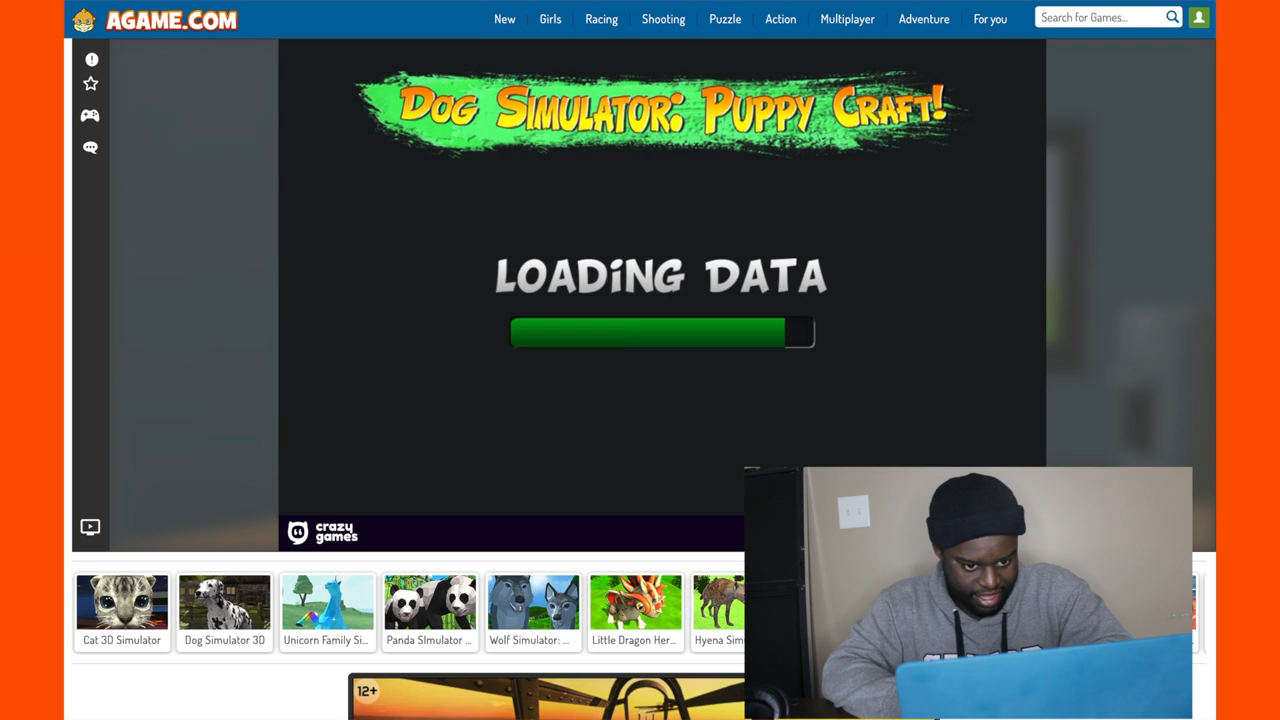 AGAME.COM
New
Girls
Racing
Shooting
Puzzle
Action
Multiplayer
Adventure
For you
Search for Games...
DOG SIMULATOR: PUPPY CRAFT!
LOADiNG DATA
crazy
games
Cat 3D Simulator
Dog Simulator 3D
Unicorn Family Si...
Panda SImulator ...
Wolf Simulator: ...
Little Dragon Her...
Hyena Sim
12+